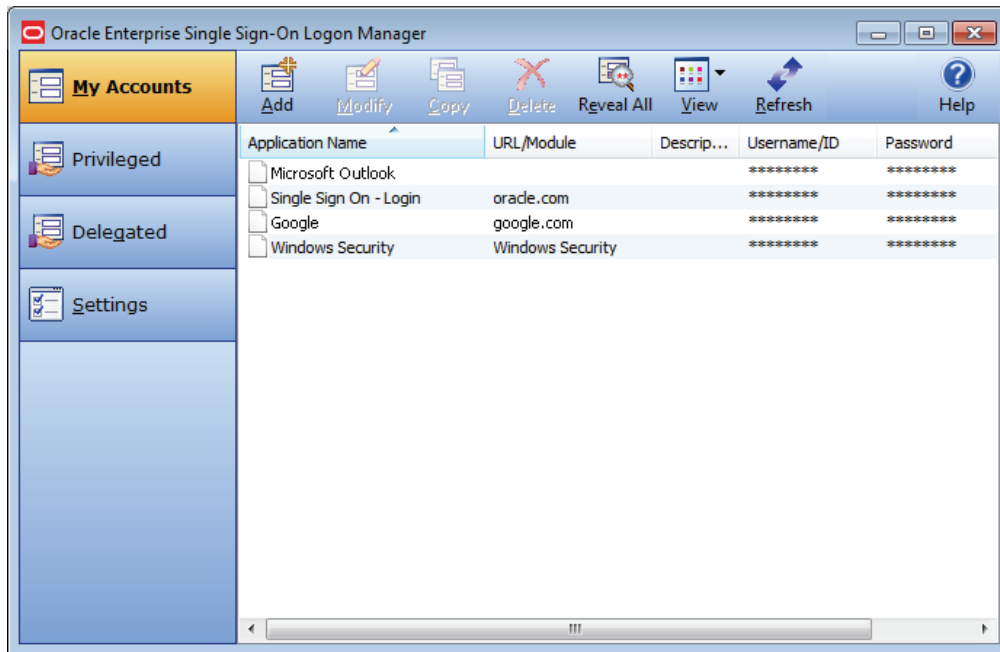 Oracle Enterprise Single Sign-On Logon Manager
My Accounts
Privileged
Delegated
Settings
Add Modify Copy Delete Reveal All View Refresh Help
Application Name URL/Module Descrip... Username/ID Password
Microsoft Outlook ******** ********
Single Sign On - Login oracle.com ******** ********
Google google.com ******** ********
Windows Security Windows Security ******** ********